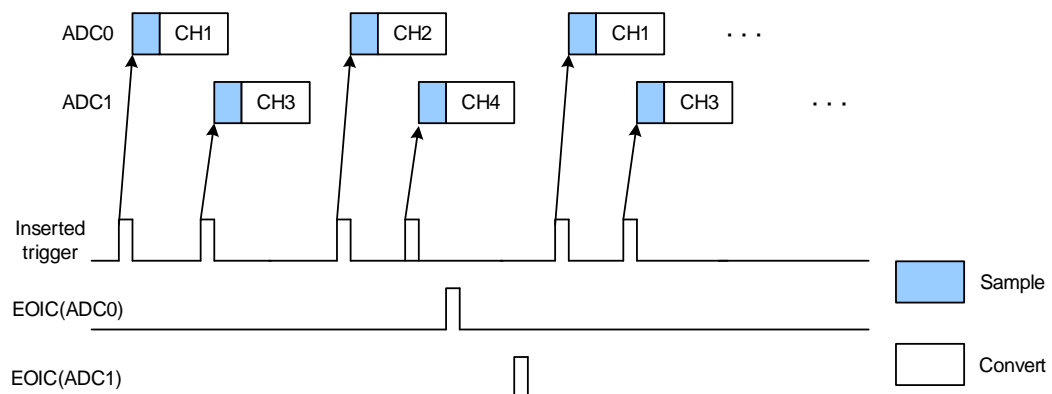 ADC0 CH1 CH2 CH1 . . .
ADC1 CH3 CH4 CH3 . . .
Inserted
trigger
Sample
EOIC(ADC0)
Convert
EOIC(ADC1)